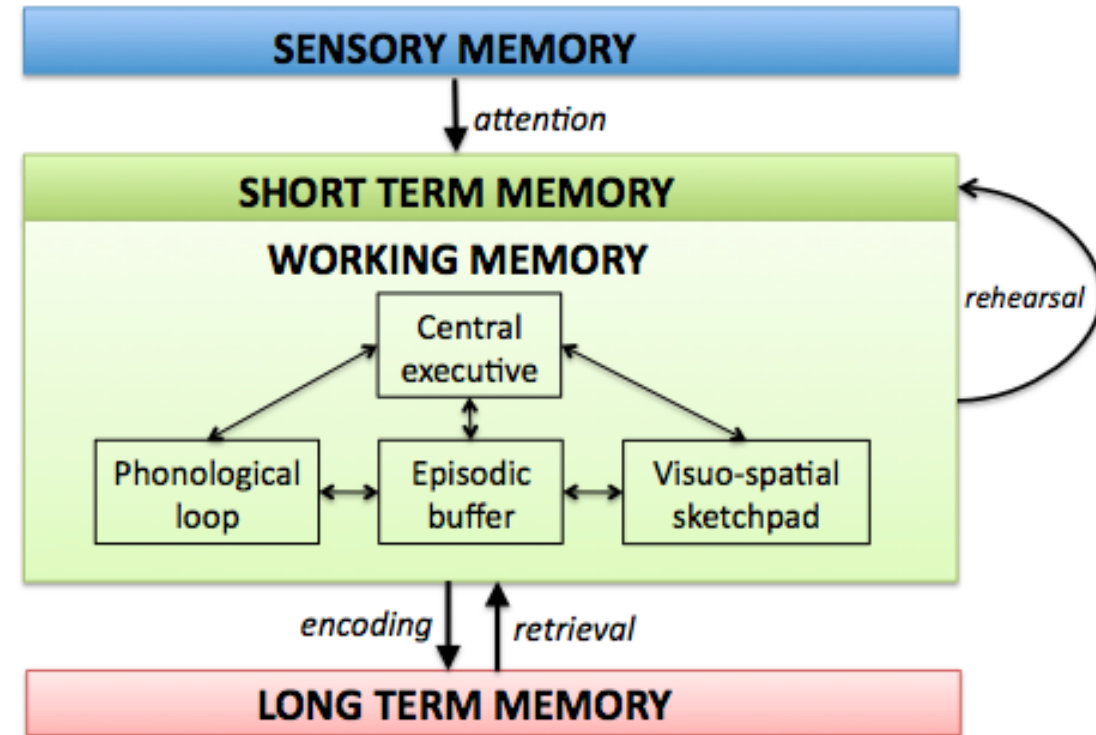 SENSORY MEMORY
attention
SHORT TERM MEMORY
WORKING MEMORY
rehearsal
Central
executive
Phonological
loop
Episodic
buffer
Visuo-spatial
sketchpad
encoding
retrieval
LONG TERM MEMORY